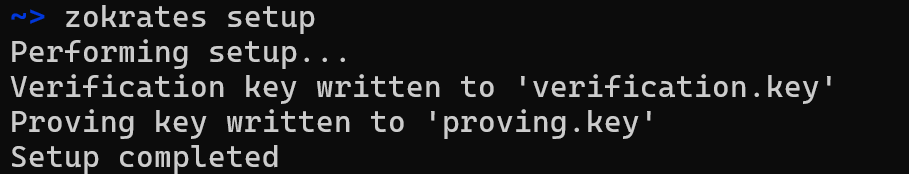 ~> zokrates setup
Performing setup...
Verification key written to 'verification.key'
Proving key written to 'proving.key'
Setup completed